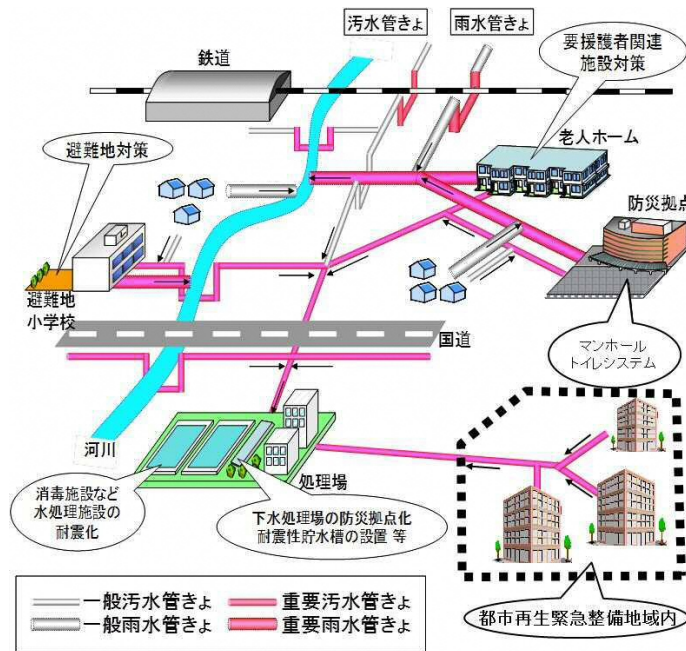 汚水管きょ
雨水管きょ
要援護者関連
施設対策
鉄道
老人ホーム
避難地対策
防災拠点
避難地
小学校
国道
マンホール
トイレシステム
河川
処理場
消毒施設など
水処理施設の
耐震化
下水処理場の防災拠点化
耐震性貯水槽の設置 等
都市再生緊急整備地域内
一般汚水管きょ
重要汚水管きょ
一般雨水管きょ
重要雨水管きょ